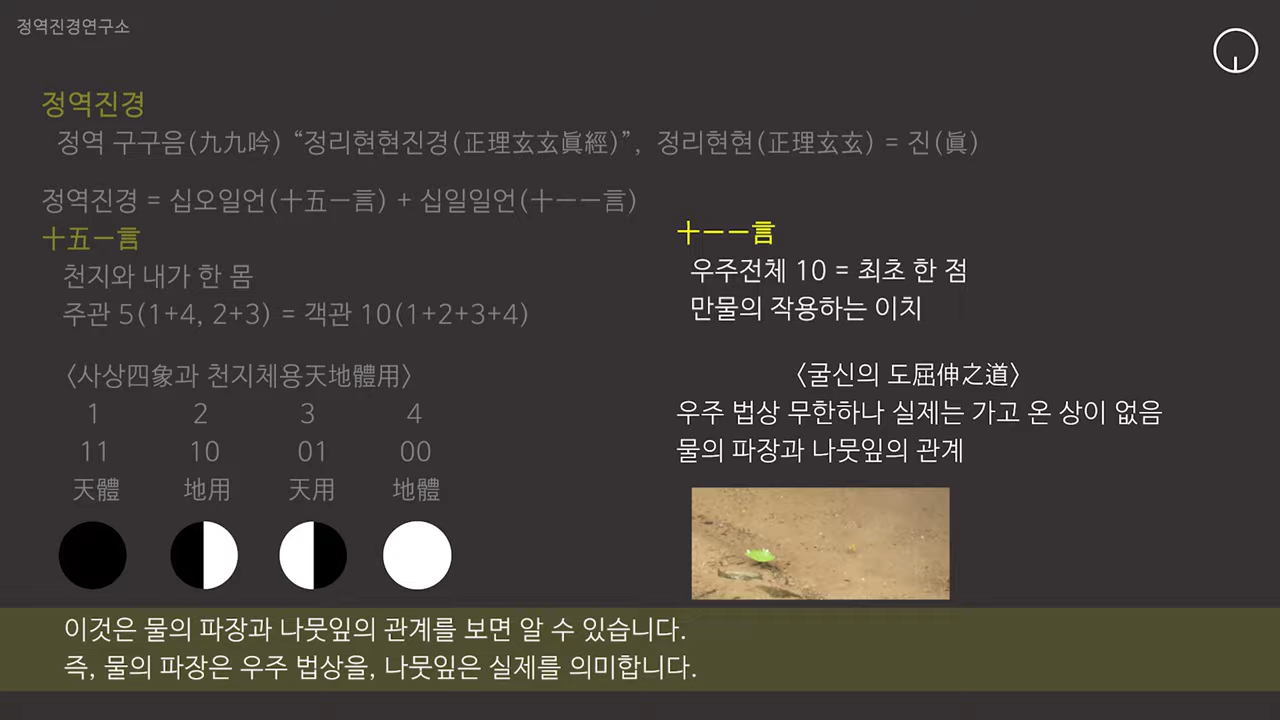 정역진경연구소
정역진경
정역 구구음(九九吟) “정리현현진경(正理玄玄眞經)”, 정리현현(正理玄玄) = 진(眞)
정역진경 = 십오일언(十五一言) + 십일일언(十一一言)
十五一言
천지와 내가 한 몸
주관 5(1+4, 2+3) = 객관 10(1+2+3+4)
〈사상四象과 천지체용天地體用〉
1 2 3 4
11 10 01 00
天體 地用 天用 地體
十一一言
우주전체 10 = 최초 한 점
만물의 작용하는 이치
〈굴신의 도屈伸之道〉
우주 법상 무한하나 실제는 가고 온 상이 없음
물의 파장과 나뭇잎의 관계
이것은 물의 파장과 나뭇잎의 관계를 보면 알 수 있습니다.
즉, 물의 파장은 우주 법상을, 나뭇잎은 실제를 의미합니다.